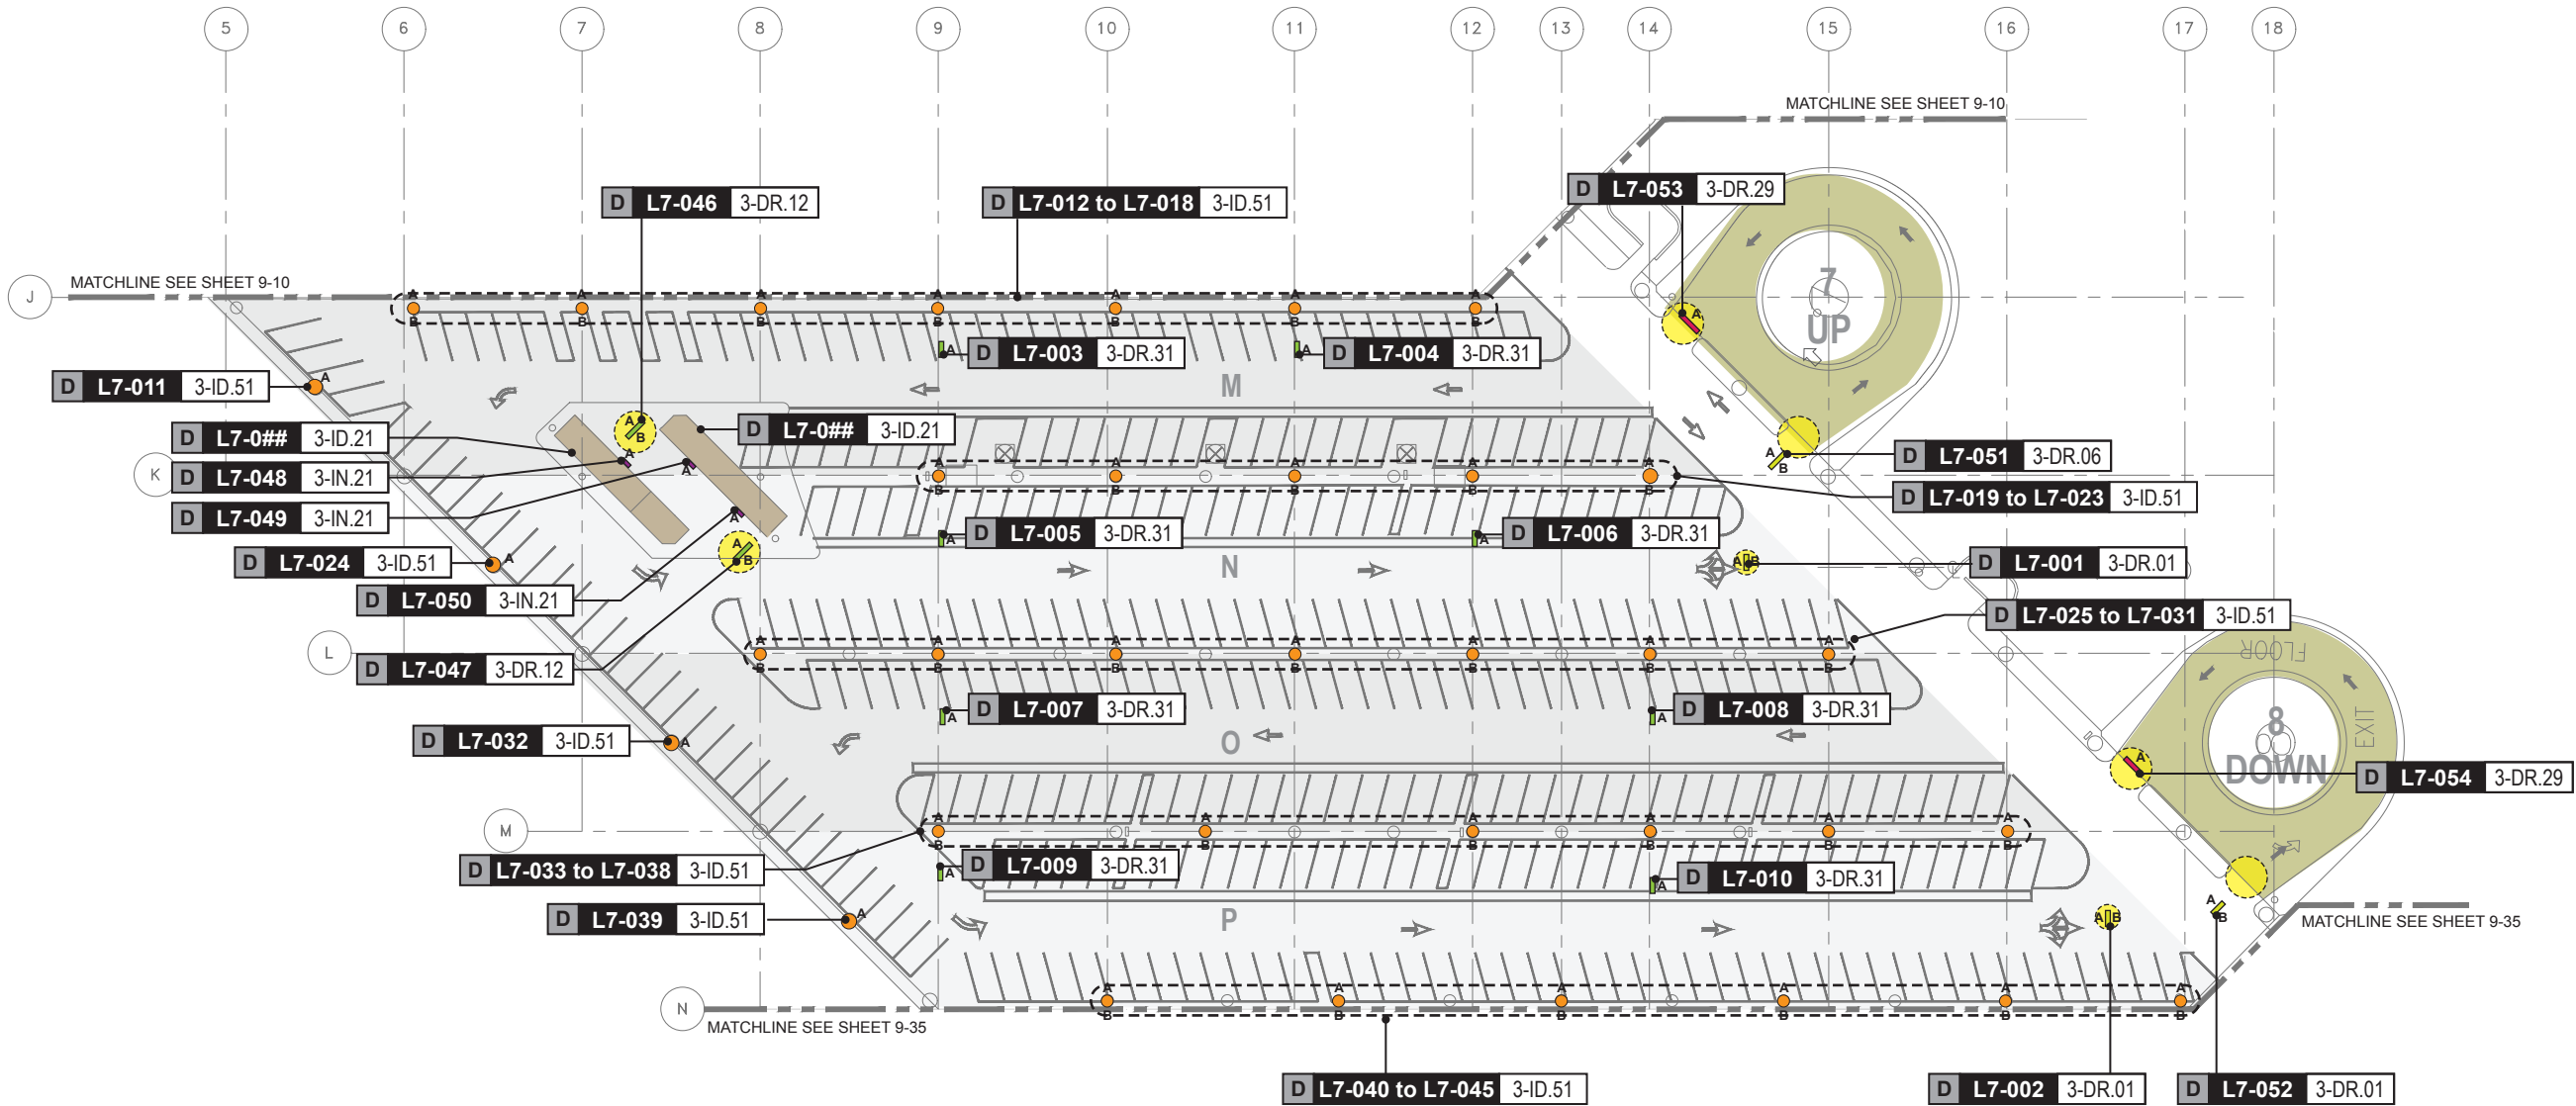 5 6 7 8 9 10 11 12 13 14 15 16 17 18
MATCHLINE SEE SHEET 9-10
D L7-046 3-DR.12
D L7-012 to L7-018 3-ID.51
D L7-053 3-DR.29
J
MATCHLINE SEE SHEET 9-10
A A A A A A A
B B B B B B B
7
UP
A
D L7-003 3-DR.31
A
D L7-004 3-DR.31
A
D L7-011 3-ID.51
A
M
D L7-0## 3-ID.21
A
B
D L7-0## 3-ID.21
K
D L7-048 3-IN.21
A
D L7-049 3-IN.21
A
A
B
D L7-051 3-DR.06
A A A A A
B B B B B
D L7-019 to L7-023 3-ID.51
A
D L7-005 3-DR.31
A
D L7-006 3-DR.31
A
D L7-024 3-ID.51
A
A
B
N
A B
D L7-001 3-DR.01
D L7-050 3-IN.21
D L7-025 to L7-031 3-ID.51
L
A A A A A A A
B B B B B B B
FLOOR
D L7-047 3-DR.12
D L7-007 3-DR.31
A
D L7-008 3-DR.31
A
D L7-032 3-ID.51
A
O
8
DOWN
EXIT
A
D L7-054 3-DR.29
M
A A A A A A
B B B B B B
D L7-033 to L7-038 3-ID.51
D L7-009 3-DR.31
A
D L7-010 3-DR.31
A
D L7-039 3-ID.51
A
P
A B
A
B
MATCHLINE SEE SHEET 9-35
N
A A A A A A
B B B B B B
MATCHLINE SEE SHEET 9-35
D L7-040 to L7-045 3-ID.51
D L7-002 3-DR.01
D L7-052 3-DR.01